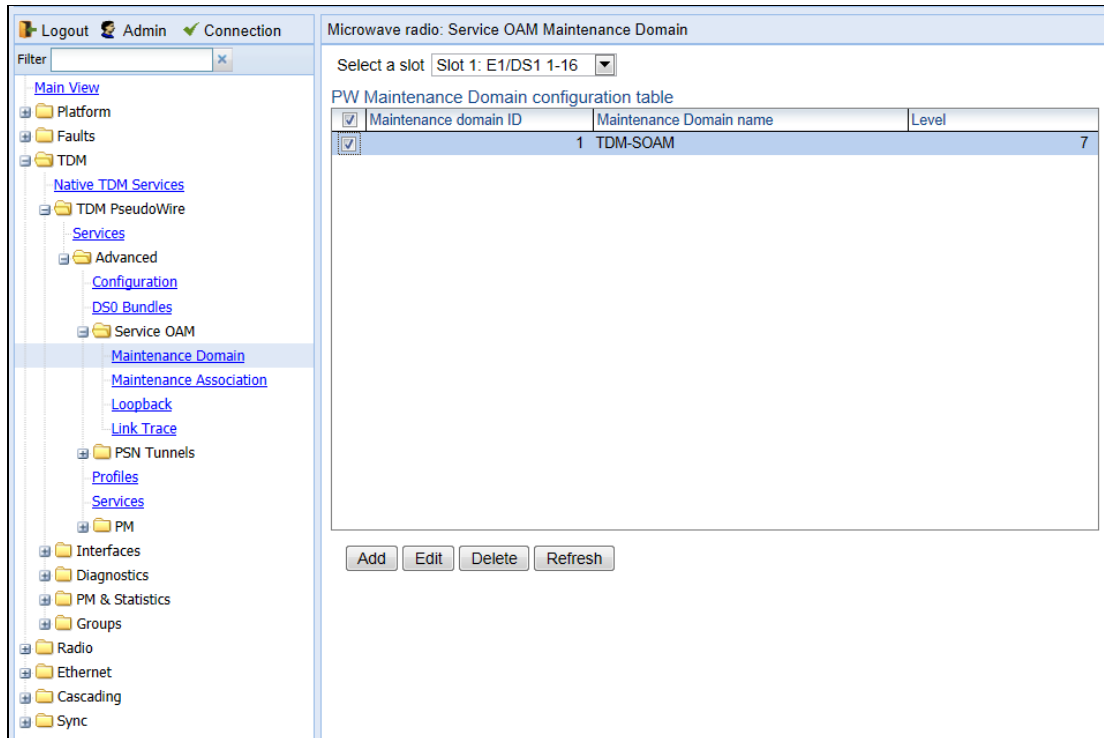 Logout Admin Connection
Filter
Main View
Platform
Faults
TDM
Native TDM Services
TDM PseudoWire
Services
Advanced
Configuration
DS0 Bundles
Service OAM
Maintenance Domain
Maintenance Association
Loopback
Link Trace
PSN Tunnels
Profiles
Services
PM
Interfaces
Diagnostics
PM & Statistics
Groups
Radio
Ethernet
Cascading
Sync
Microwave radio: Service OAM Maintenance Domain
Select a slot Slot 1: E1/DS1 1-16
PW Maintenance Domain configuration table
Maintenance domain ID Maintenance Domain name Level
1 TDM-SOAM 7
Add Edit Delete Refresh